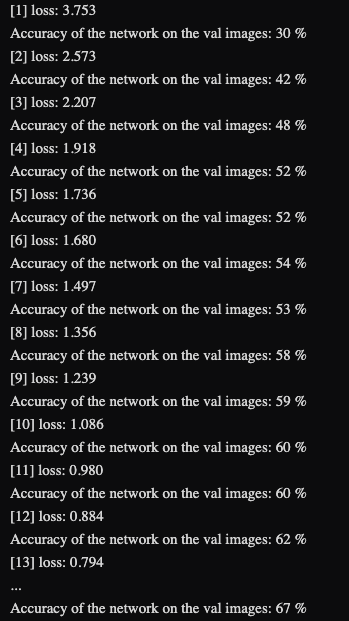 [1] loss: 3.753
Accuracy of the network on the val images: 30 %
[2] loss: 2.573
Accuracy of the network on the val images: 42 %
[3] loss: 2.207
Accuracy of the network on the val images: 48 %
[4] loss: 1.918
Accuracy of the network on the val images: 52 %
[5] loss: 1.736
Accuracy of the network on the val images: 52 %
[6] loss: 1.680
Accuracy of the network on the val images: 54 %
[7] loss: 1.497
Accuracy of the network on the val images: 53 %
[8] loss: 1.356
Accuracy of the network on the val images: 58 %
[9] loss: 1.239
Accuracy of the network on the val images: 59 %
[10] loss: 1.086
Accuracy of the network on the val images: 60 %
[11] loss: 0.980
Accuracy of the network on the val images: 60 %
[12] loss: 0.884
Accuracy of the network on the val images: 62 %
[13] loss: 0.794
...
Accuracy of the network on the val images: 67 %